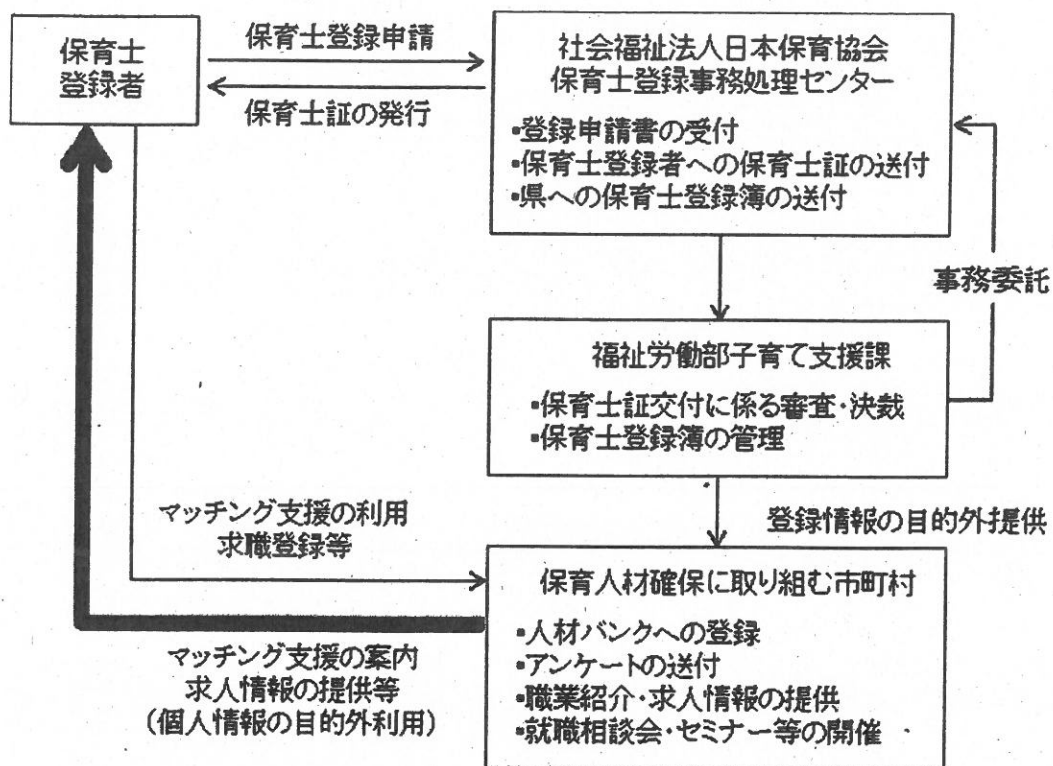 保育士
登録者
保育士登録申請
保育士証の発行
社会福祉法人日本保育協会
保育士登録事務処理センター
・登録申請書の受付
・保育士登録者への保育士証の送付
・県への保育士登録簿の送付
事務委託
福祉労働部子育て支援課
・保育士証交付に係る審査・決裁
・保育士登録簿の管理
登録情報の目的外提供
マッチング支援の利用
求職登録等
保育人材確保に取り組む市町村
・人材バンクへの登録
・アンケートの送付
・職業紹介・求人情報の提供
・就職相談会・セミナー等の開催
マッチング支援の案内
求人情報の提供等
（個人情報の目的外利用）